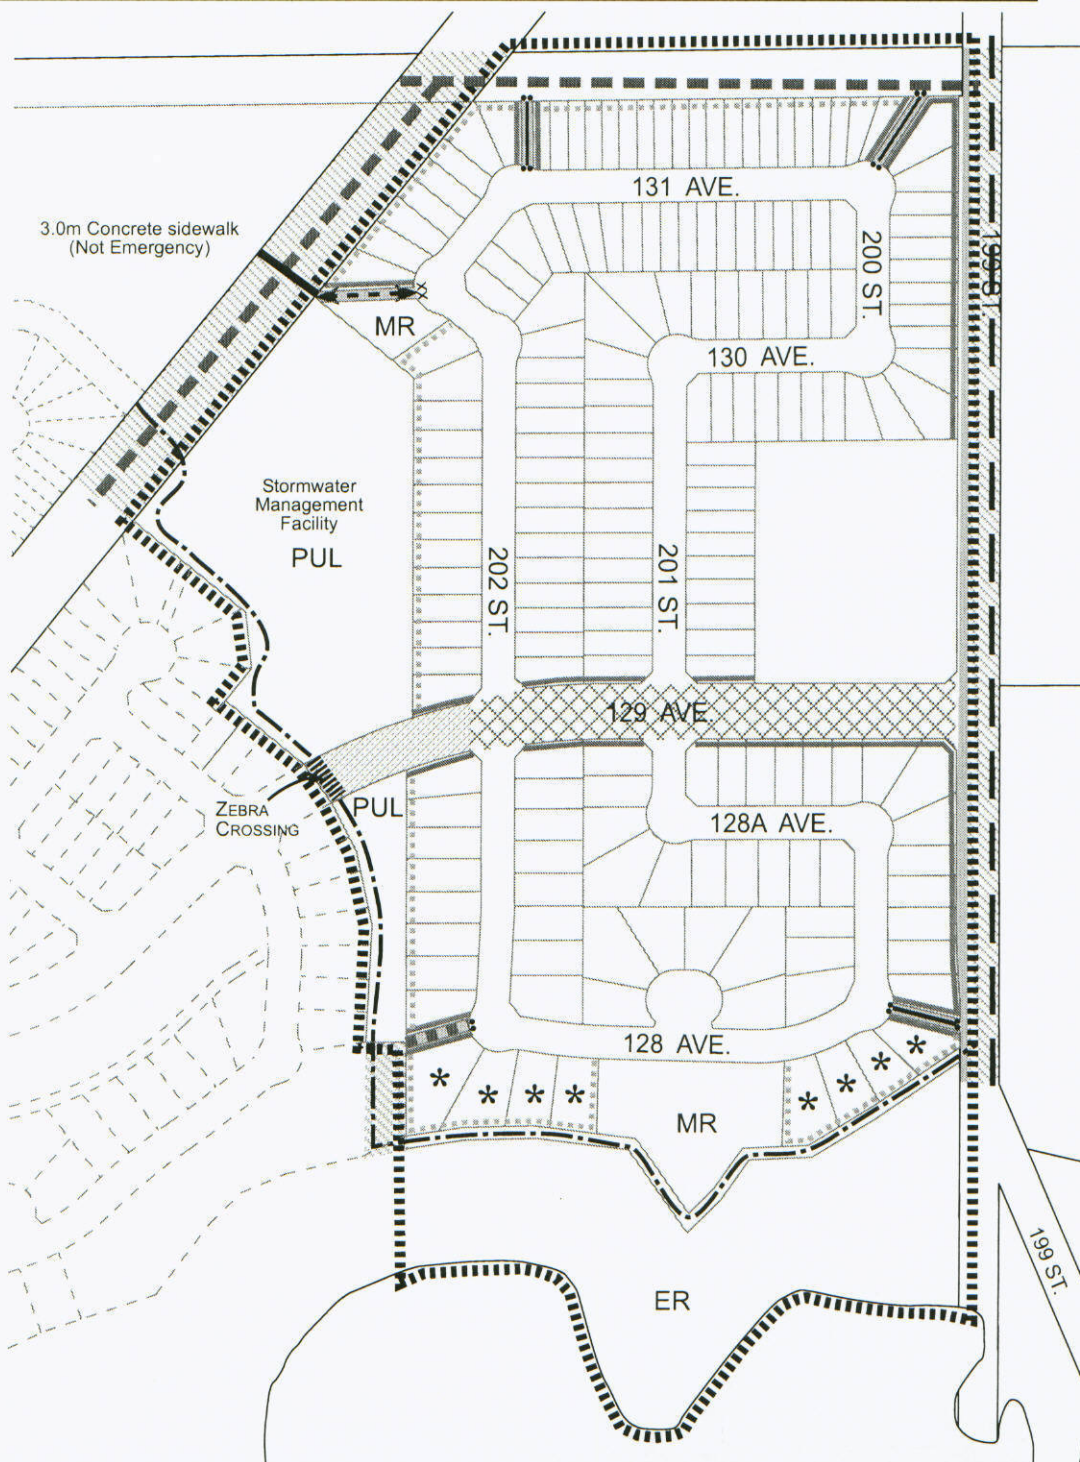 131 AVE.
3.0m Concrete sidewalk
(Not Emergency)
200 ST.
199 ST.
MR
130 AVE.
Stormwater
Management
Facility
PUL
202 ST.
201 ST.
129 AVE.
ZEBRA
CROSSING
PUL
128A AVE.
128 AVE.
* * * *
* * * *
MR
199 ST.
ER